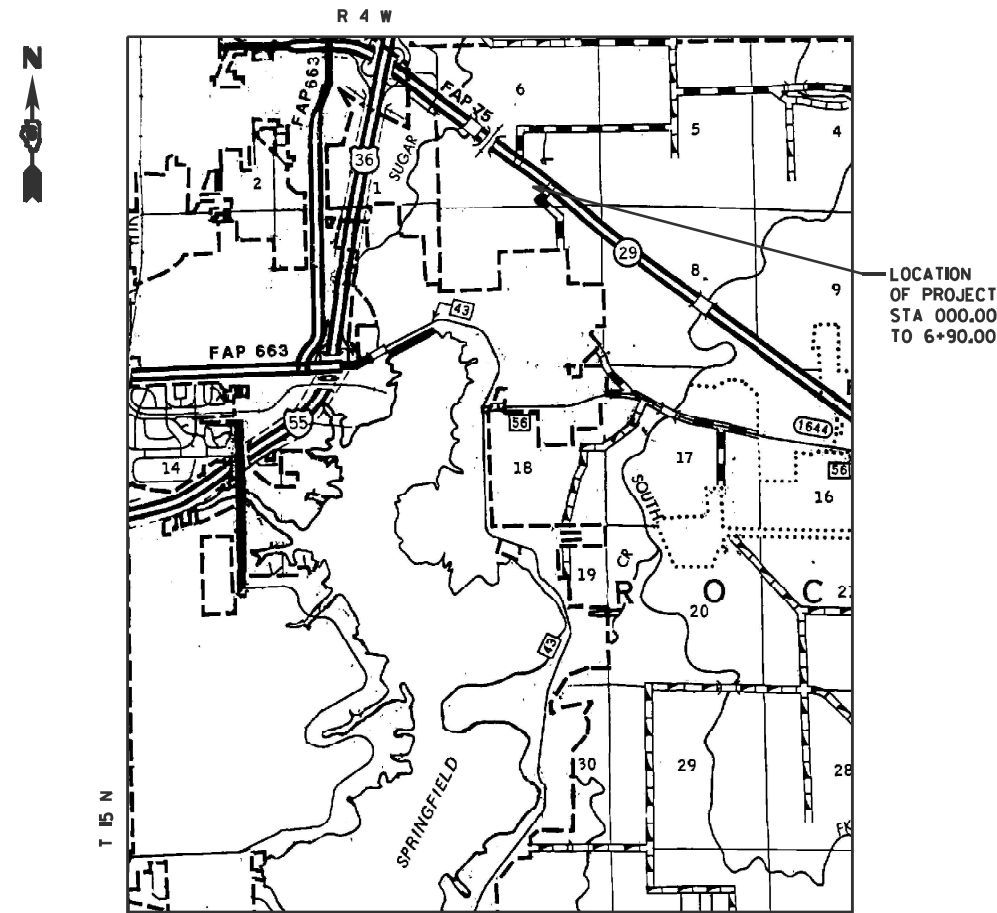 R 4 W
N
FAP 663
FAP 75
6
5
4
36
SUGAR
2
1
29
8
9
LOCATION
OF PROJECT
STA 000.00
TO 6+90.00
43
FAP 663
55
56
1644
14
18
17
56
16
SOUTH
19
CR
R O C
20
43
30
29
28
SPRINGFIELD
T 15 N